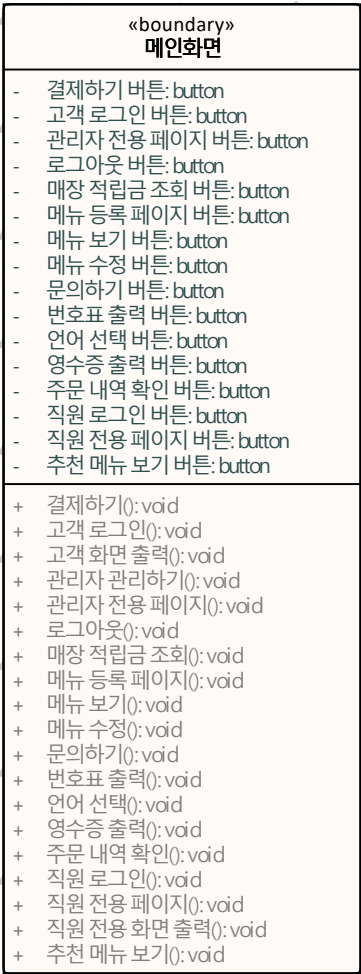 «boundary»
메인화면
- 결제하기 버튼: button
- 고객 로그인 버튼: button
- 관리자 전용 페이지 버튼: button
- 로그아웃 버튼: button
- 매장 적립금 조회 버튼: button
- 메뉴 등록 페이지 버튼: button
- 메뉴 보기 버튼: button
- 메뉴 수정 버튼: button
- 문의하기 버튼: button
- 번호표 출력 버튼: button
- 언어 선택 버튼: button
- 영수증 출력 버튼: button
- 주문 내역 확인 버튼: button
- 직원 로그인 버튼: button
- 직원 전용 페이지 버튼: button
- 추천 메뉴 보기 버튼: button
+ 결제하기(): void
+ 고객 로그인(): void
+ 고객 화면 출력(): void
+ 관리자 관리하기(): void
+ 관리자 전용 페이지(): void
+ 로그아웃(): void
+ 매장 적립금 조회(): void
+ 메뉴 등록 페이지(): void
+ 메뉴 보기(): void
+ 메뉴 수정(): void
+ 문의하기(): void
+ 번호표 출력(): void
+ 언어 선택(): void
+ 영수증 출력(): void
+ 주문 내역 확인(): void
+ 직원 로그인(): void
+ 직원 전용 페이지(): void
+ 직원 전용 화면 출력(): void
+ 추천 메뉴 보기(): void